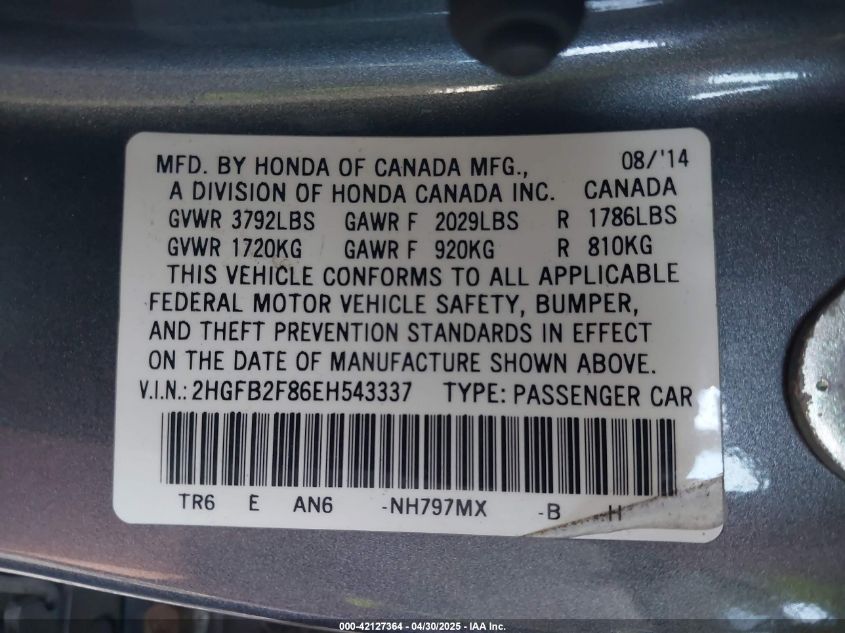 MFD. BY HONDA OF CANADA MFG., 08/'14
A DIVISION OF HONDA CANADA INC. CANADA
GVWR 3792LBS GAWR F 2029LBS R 1786LBS
GVWR 1720KG GAWR F 920KG R 810KG
THIS VEHICLE CONFORMS TO ALL APPLICABLE
FEDERAL MOTOR VEHICLE SAFETY, BUMPER,
AND THEFT PREVENTION STANDARDS IN EFFECT
ON THE DATE OF MANUFACTURE SHOWN ABOVE.
V.I.N.: 2HGFB2F86EH543337 TYPE: PASSENGER CAR
TR6 E AN6 -NH797MX -B -H
000-42127364 - 04/30/2025 - IAA Inc.